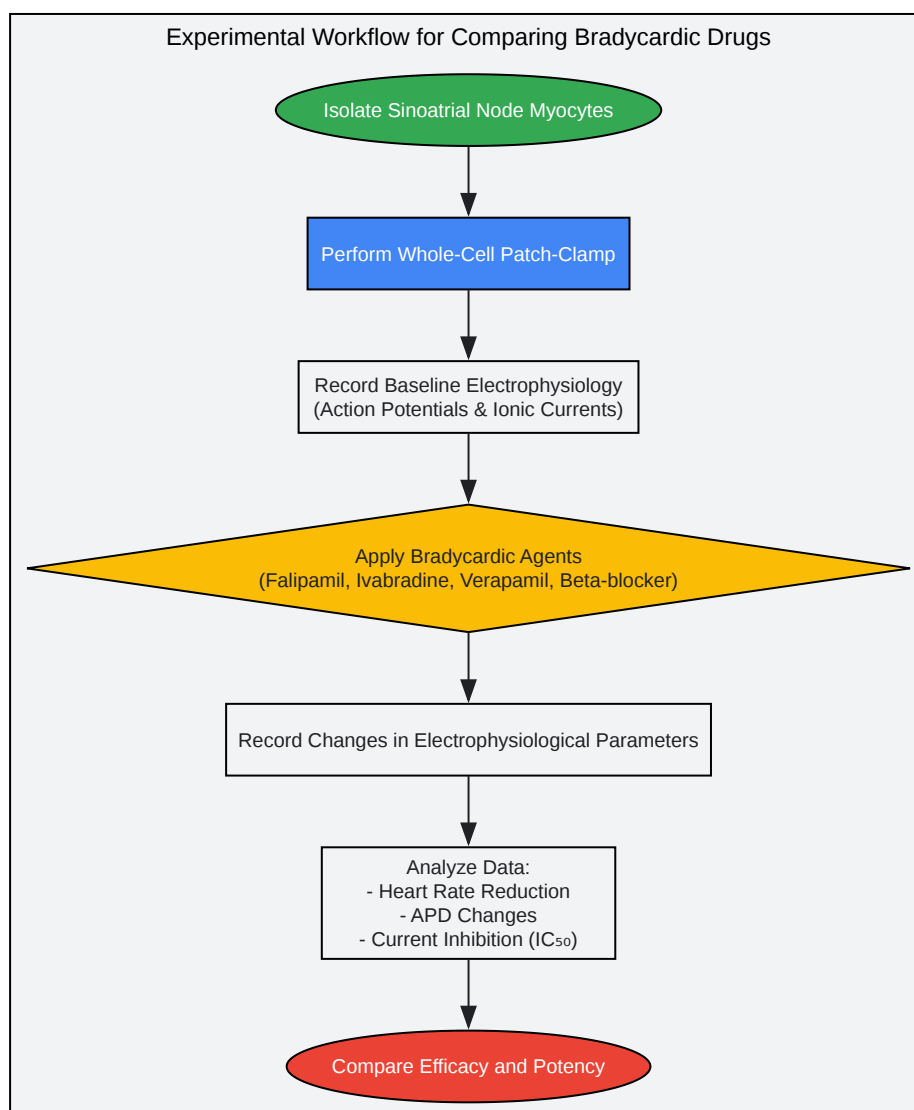 Experimental Workflow for Comparing Bradycardic Drugs
Isolate Sinoatrial Node Myocytes
Perform Whole-Cell Patch-Clamp
Record Baseline Electrophysiology
(Action Potentials & Ionic Currents)
Apply Bradycardic Agents
(Falipamil, Ivabradine, Verapamil, Beta-blocker)
Record Changes in Electrophysiological Parameters
Analyze Data:
- Heart Rate Reduction
- APD Changes
- Current Inhibition (IC₅₀)
Compare Efficacy and Potency